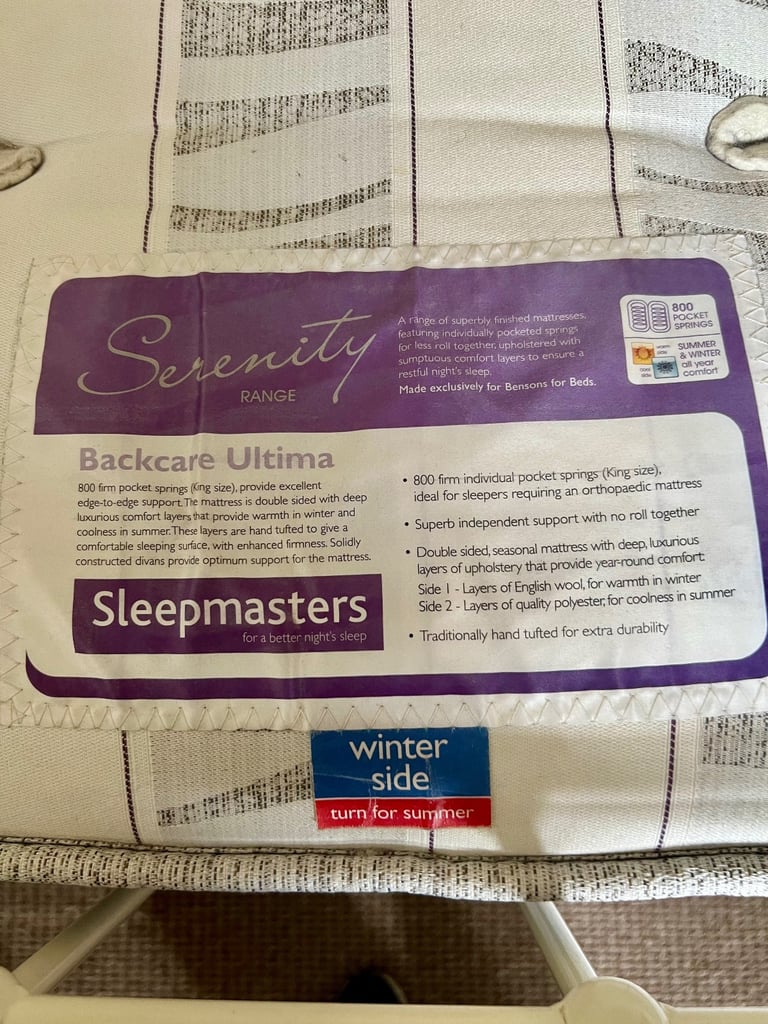 Serenity
RANGE
A range of superbly finished mattresses,
featuring individually pocketed springs
for less roll together, upholstered with
sumptuous comfort layers to ensure a
restful night's sleep.
Made exclusively for Bensons for Beds.
800
POCKET
SPRINGS
warm
side
cool
side
SUMMER
& WINTER
all year
comfort
Backcare Ultima
800 firm pocket springs (King size), provide excellent
edge-to-edge support. The mattress is double sided with deep
luxurious comfort layers that provide warmth in winter and
coolness in summer. These layers are hand tufted to give a
comfortable sleeping surface, with enhanced firmness. Solidly
constructed divans provide optimum support for the mattress.
Sleepmasters
for a better night's sleep
• 800 firm individual pocket springs (King size),
ideal for sleepers requiring an orthopaedic mattress
• Superb independent support with no roll together
• Double sided, seasonal mattress with deep, luxurious
layers of upholstery that provide year-round comfort:
Side 1 - Layers of English wool, for warmth in winter
Side 2 - Layers of quality polyester, for coolness in summer
• Traditionally hand tufted for extra durability
winter
side
turn for summer